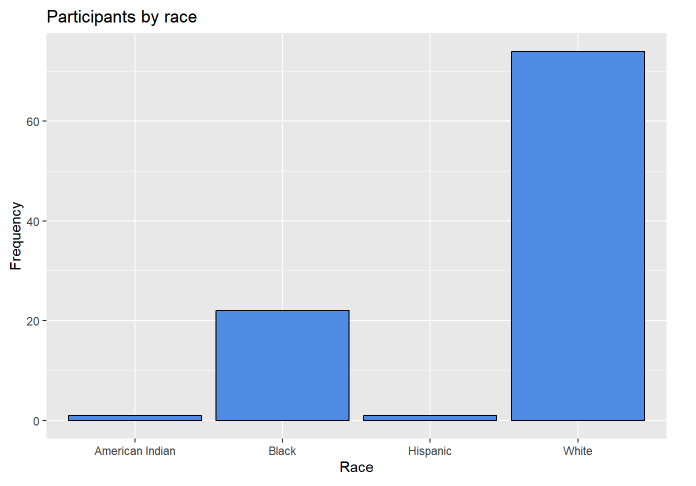 Participants by race
Frequency
60
40
20
0
American Indian
Black
Hispanic
White
Race